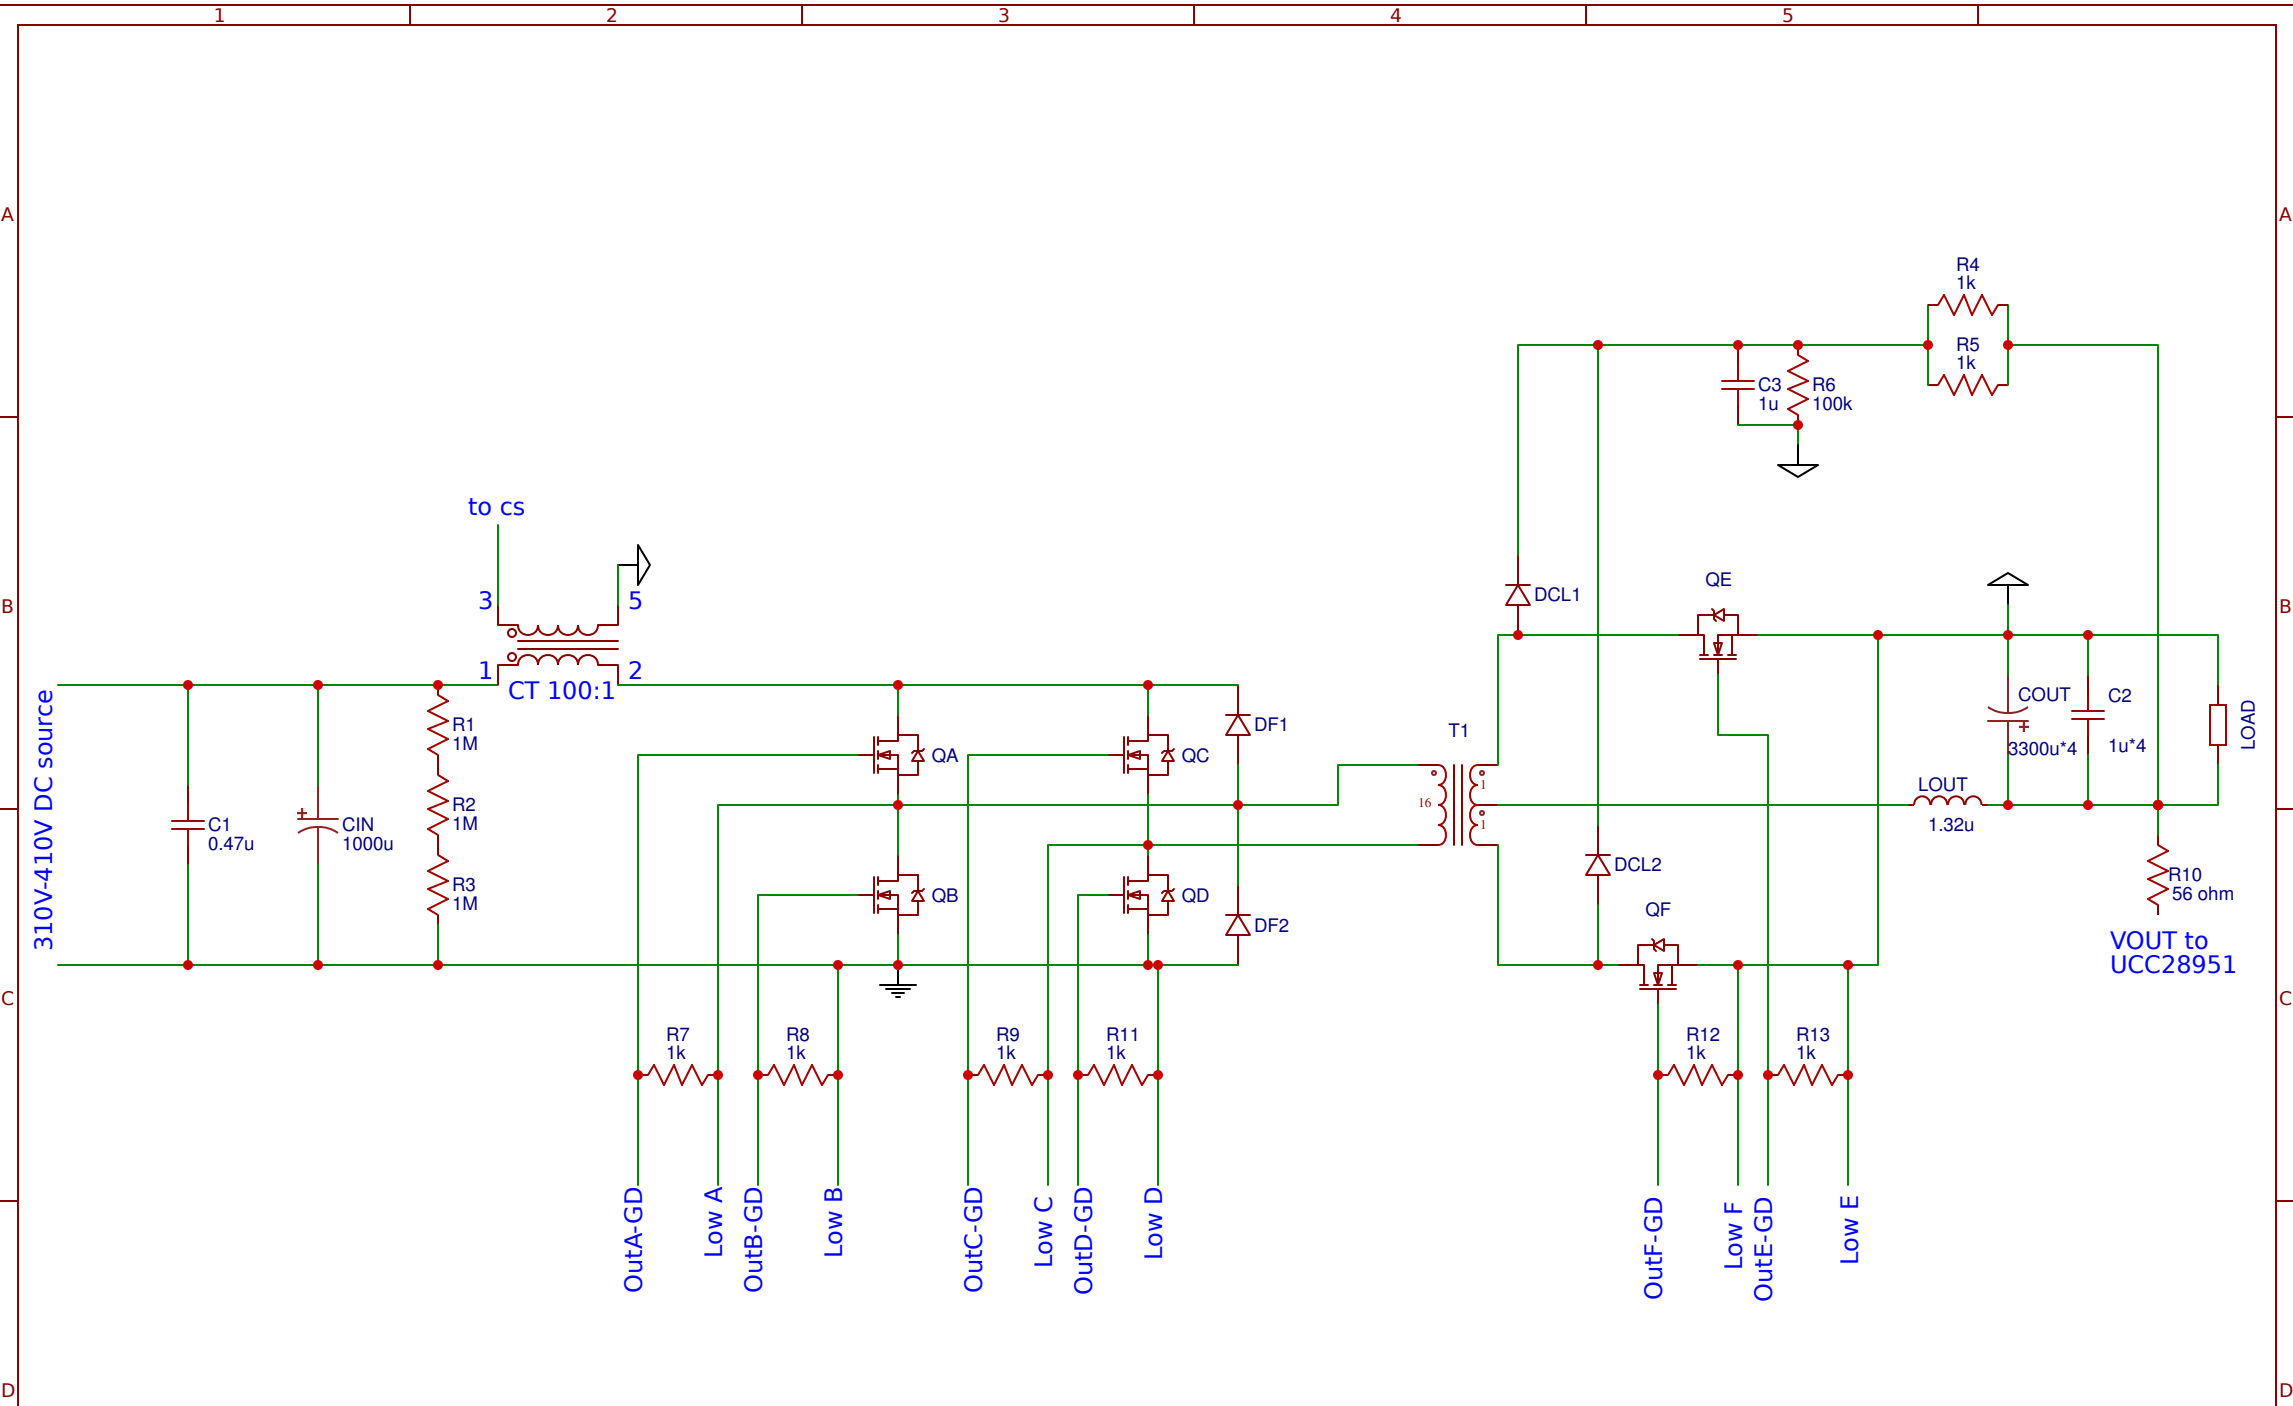 1 2 3 4 5
A A
B B
C C
D D
R4
1k
R5
1k
C3
1u
R6
100k
to cs
3 5
1 2
CT 100:1
310V-410V DC source
R1
1M
R2
1M
R3
1M
C1
0.47u
CIN
1000u
QA
QB
QC
QD
DF1
DF2
T1
16
1
1
DCL1
DCL2
QE
QF
COUT
3300u*4
C2
1u*4
LOAD
LOUT
1.32u
R10
56 ohm
VOUT to
UCC28951
R7
1k
R8
1k
R9
1k
R11
1k
R12
1k
R13
1k
OutA-GD
Low A
OutB-GD
Low B
OutC-GD
Low C
OutD-GD
Low D
OutF-GD
Low F
OutE-GD
Low E